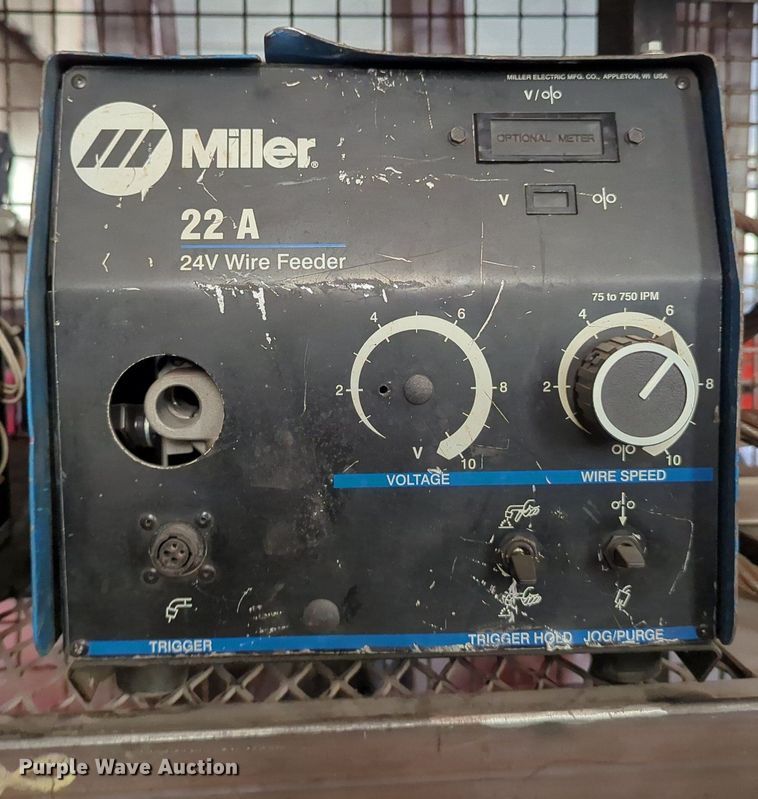 MILLER ELECTRIC MFG. CO., APPLETON, WI USA
V/
OPTIONAL METER
Miller®
V
22 A
24V Wire Feeder
75 to 750 IPM
4 6
4 6
2 8
2 8
V 10
10
VOLTAGE WIRE SPEED
TRIGGER TRIGGER HOLD JOG/PURGE
Purple Wave Auction